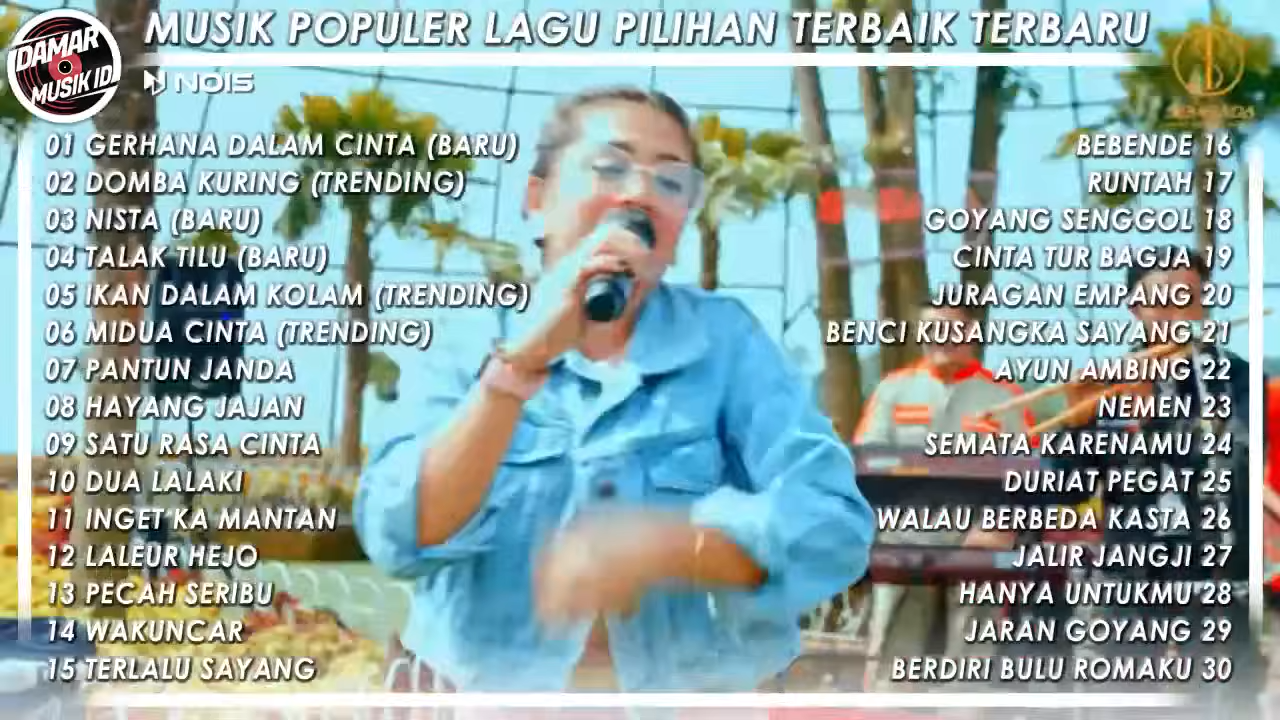 MUSIK POPULER LAGU PILIHAN TERBAIK TERBARU
DAMAR
MUSIK ID
NOIS
01 GERHANA DALAM CINTA (BARU)
02 DOMBA KURING (TRENDING)
03 NISTA (BARU)
04 TALAK TILU (BARU)
05 IKAN DALAM KOLAM (TRENDING)
06 MIDUA CINTA (TRENDING)
07 PANTUN JANDA
08 HAYANG JAJAN
09 SATU RASA CINTA
10 DUA LALAKI
11 INGET KA MANTAN
12 LALEUR HEJO
13 PECAH SERIBU
14 WAKUNCAR
15 TERLALU SAYANG
BEBENDE 16
RUNTAH 17
GOYANG SENGGOL 18
CINTA TUR BAGJA 19
JURAGAN EMPANG 20
BENCI KUSANGKA SAYANG 21
AYUN AMBING 22
NEMEN 23
SEMATA KARENAMU 24
DURIAT PEGAT 25
WALAU BERBEDA KASTA 26
JALIR JANGJI 27
HANYA UNTUKMU 28
JARAN GOYANG 29
BERDIRI BULU ROMAKU 30